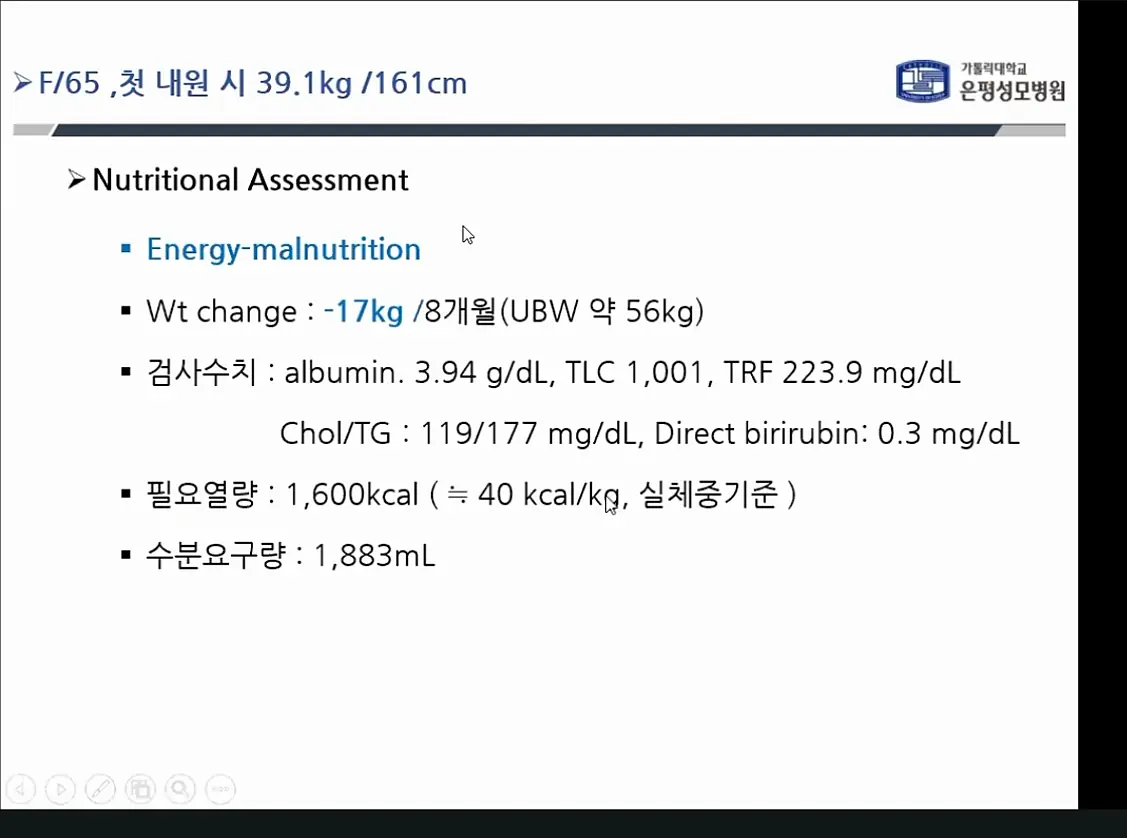 ➢F/65 ,첫 내원 시 39.1kg /161cm
가톨릭대학교
은평성모병원
➢Nutritional Assessment
▪ Energy-malnutrition
▪ Wt change : -17kg /8개월(UBW 약 56kg)
▪ 검사수치 : albumin. 3.94 g/dL, TLC 1,001, TRF 223.9 mg/dL
Chol/TG : 119/177 mg/dL, Direct birirubin: 0.3 mg/dL
▪ 필요열량 : 1,600kcal ( ≒ 40 kcal/kg, 실체중기준 )
▪ 수분요구량 : 1,883mL